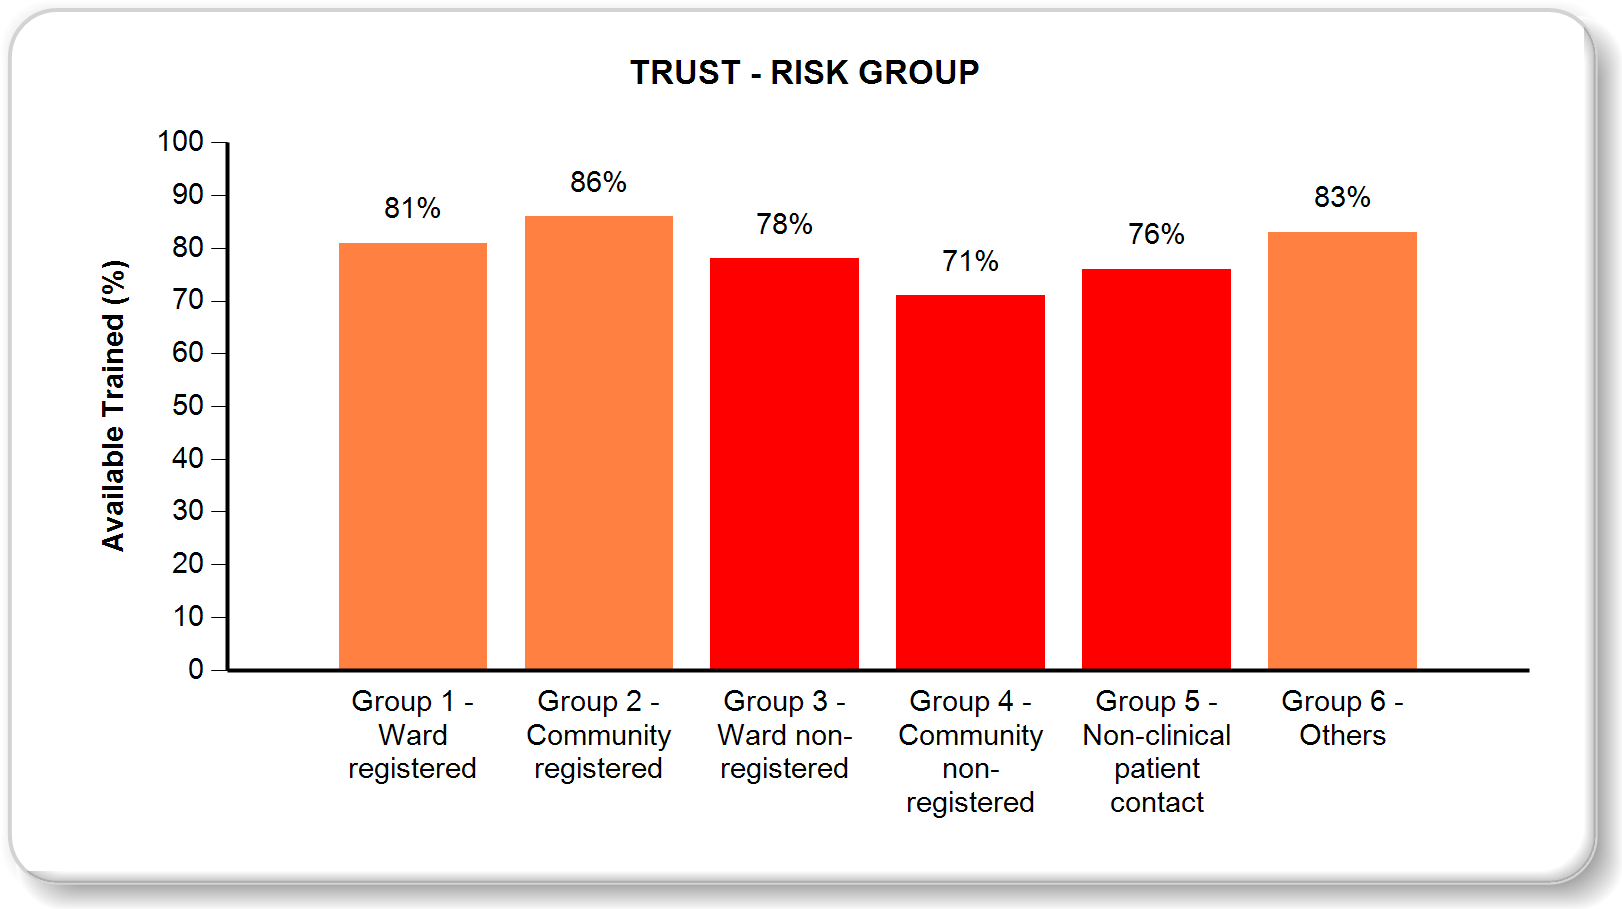 TRUST - RISK GROUP
Available Trained (%)
100
90
80
70
60
50
40
30
20
10
0
81%
86%
78%
71%
76%
83%
Group 1 -
Ward
registered
Group 2 -
Community
registered
Group 3 -
Ward non-
registered
Group 4 -
Community
non-
registered
Group 5 -
Non-clinical
patient
contact
Group 6 -
Others